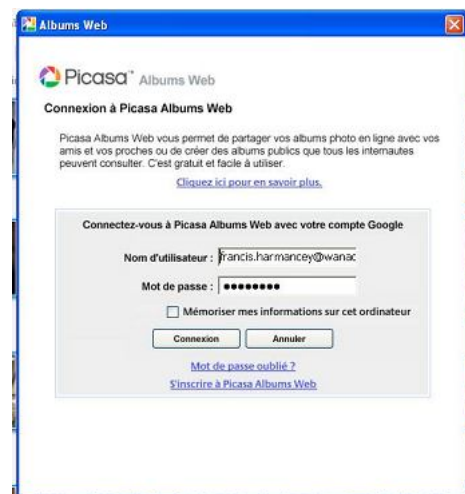 Albums Web
Picasa™ Albums Web
Connexion à Picasa Albums Web
Picasa Albums Web vous permet de partager vos albums photo en ligne avec vos
amis et vos proches ou de créer des albums publics que tous les internautes
peuvent consulter. C'est gratuit et facile à utiliser.
Cliquez ici pour en savoir plus.
Connectez-vous à Picasa Albums Web avec votre compte Google
Nom d'utilisateur : francis.harmancey@wanac
Mot de passe : ●●●●●●●●
Mémoriser mes informations sur cet ordinateur
Connexion Annuler
Mot de passe oublié ?
S'inscrire à Picasa Albums Web